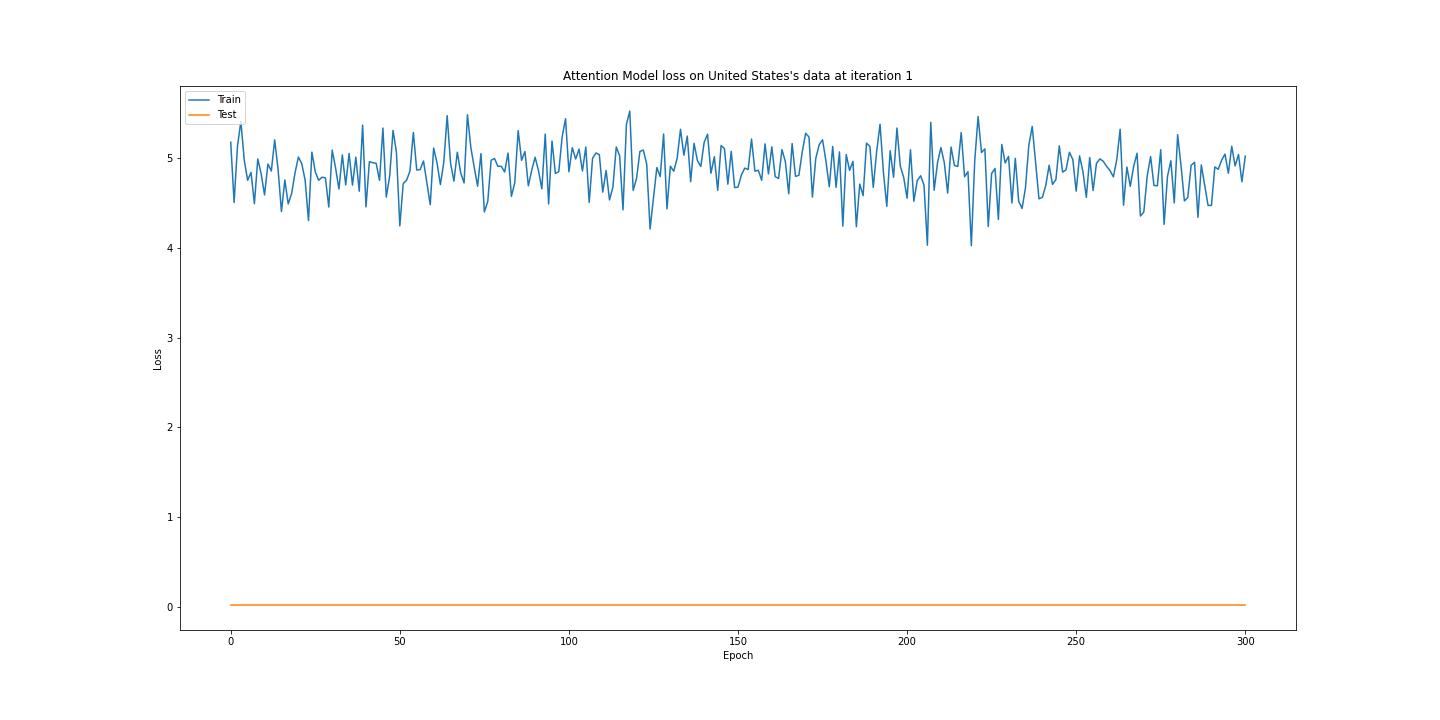 Attention Model loss on United States's data at iteration 1
Train
Test
5
4
3
2
1
0
Loss
0 50 100 150 200 250 300
Epoch